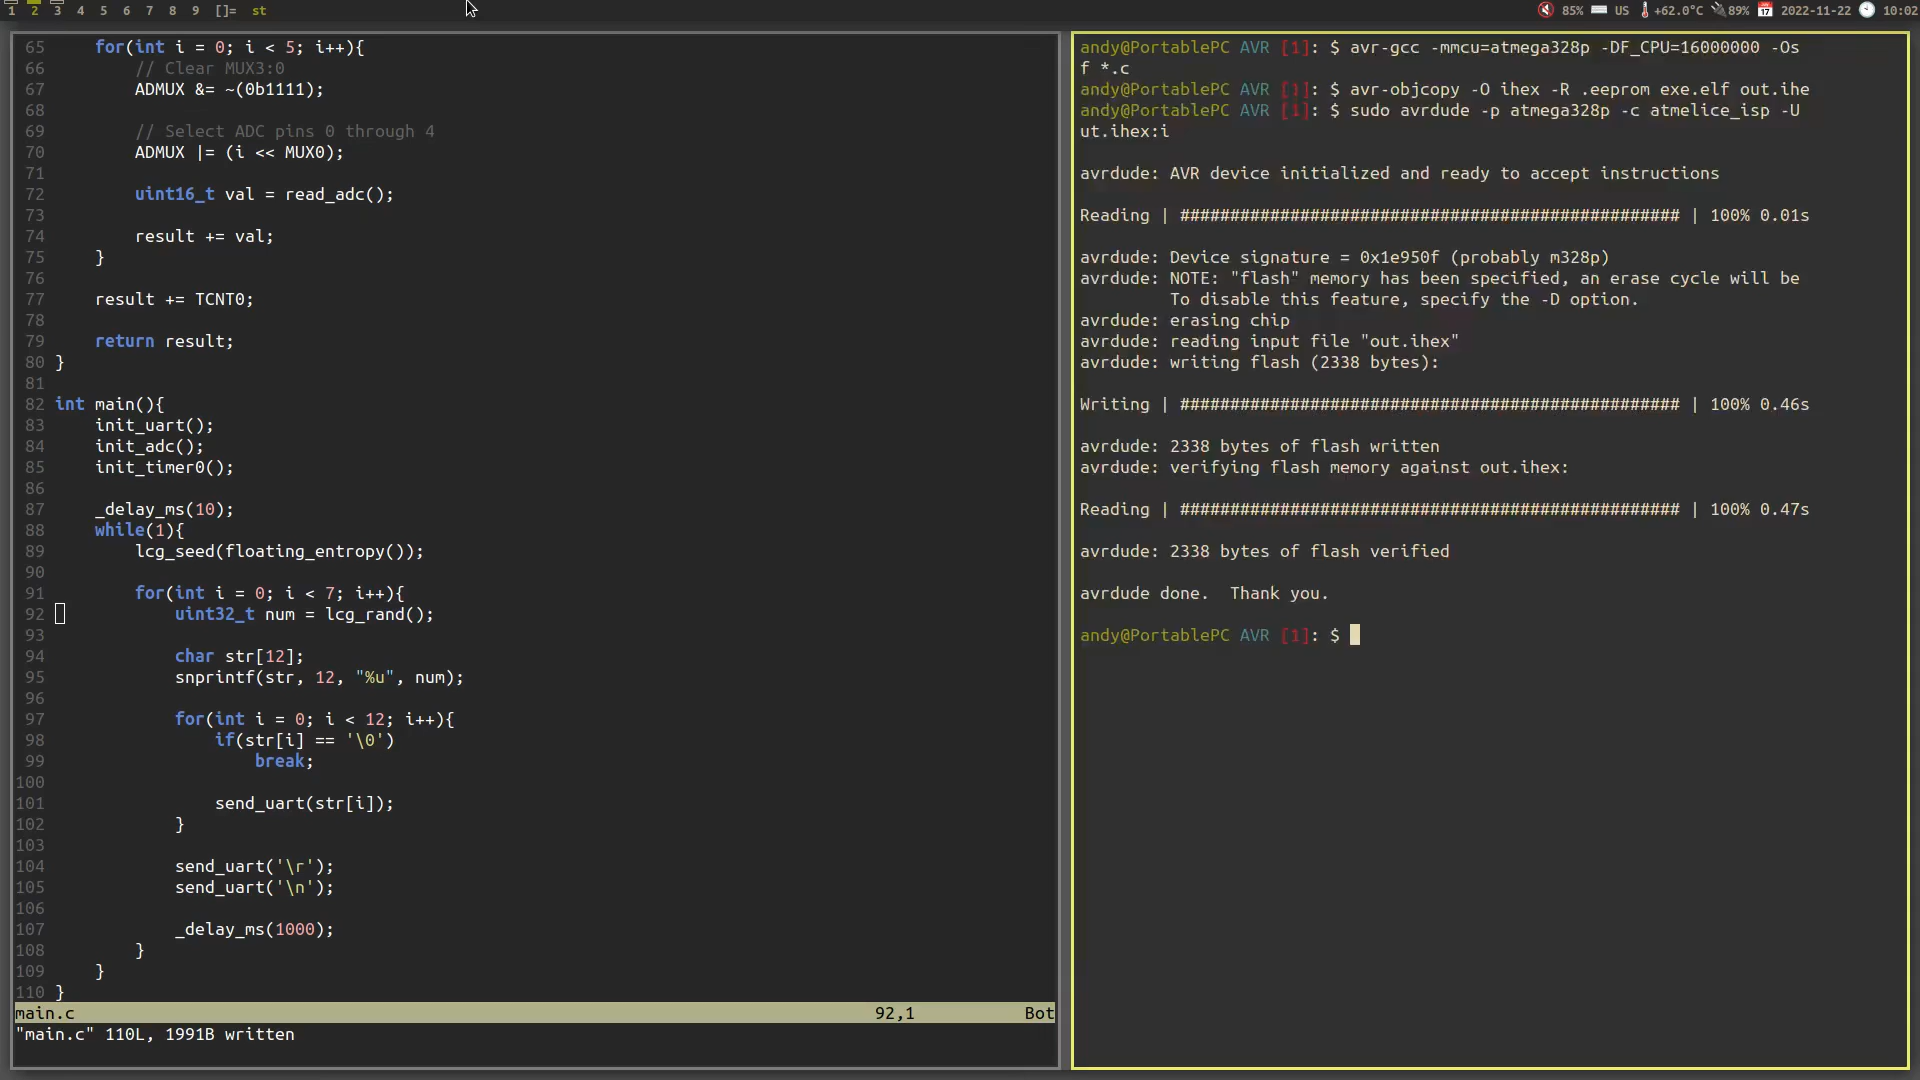 1 2 3 4 5 6 7 8 9 []= st
85% US +62.0°C 89% 2022-11-22 10:02
65 for(int i = 0; i < 5; i++){
66 // Clear MUX3:0
67 ADMUX &= ~(0b1111);
68
69 // Select ADC pins 0 through 4
70 ADMUX |= (i << MUX0);
71
72 uint16_t val = read_adc();
73
74 result += val;
75 }
76
77 result += TCNT0;
78
79 return result;
80 }
81
82 int main(){
83 init_uart();
84 init_adc();
85 init_timer0();
86
87 _delay_ms(10);
88 while(1){
89 lcg_seed(floating_entropy());
90
91 for(int i = 0; i < 7; i++){
92 uint32_t num = lcg_rand();
93
94 char str[12];
95 snprintf(str, 12, "%u", num);
96
97 for(int i = 0; i < 12; i++){
98 if(str[i] == '\0')
99 break;
100
101 send_uart(str[i]);
102 }
103
104 send_uart('\r');
105 send_uart('\n');
106
107 _delay_ms(1000);
108 }
109 }
110 }
main.c 92,1 Bot
"main.c" 110L, 1991B written
andy@PortablePC AVR [1]: $ avr-gcc -mmcu=atmega328p -DF_CPU=16000000 -Os
f *.c
andy@PortablePC AVR [1]: $ avr-objcopy -O ihex -R .eeprom exe.elf out.ihe
andy@PortablePC AVR [1]: $ sudo avrdude -p atmega328p -c atmelice_isp -U
ut.ihex:i
avrdude: AVR device initialized and ready to accept instructions
Reading | ################################################## | 100% 0.01s
avrdude: Device signature = 0x1e950f (probably m328p)
avrdude: NOTE: "flash" memory has been specified, an erase cycle will be
To disable this feature, specify the -D option.
avrdude: erasing chip
avrdude: reading input file "out.ihex"
avrdude: writing flash (2338 bytes):
Writing | ################################################## | 100% 0.46s
avrdude: 2338 bytes of flash written
avrdude: verifying flash memory against out.ihex:
Reading | ################################################## | 100% 0.47s
avrdude: 2338 bytes of flash verified
avrdude done.  Thank you.
andy@PortablePC AVR [1]: $